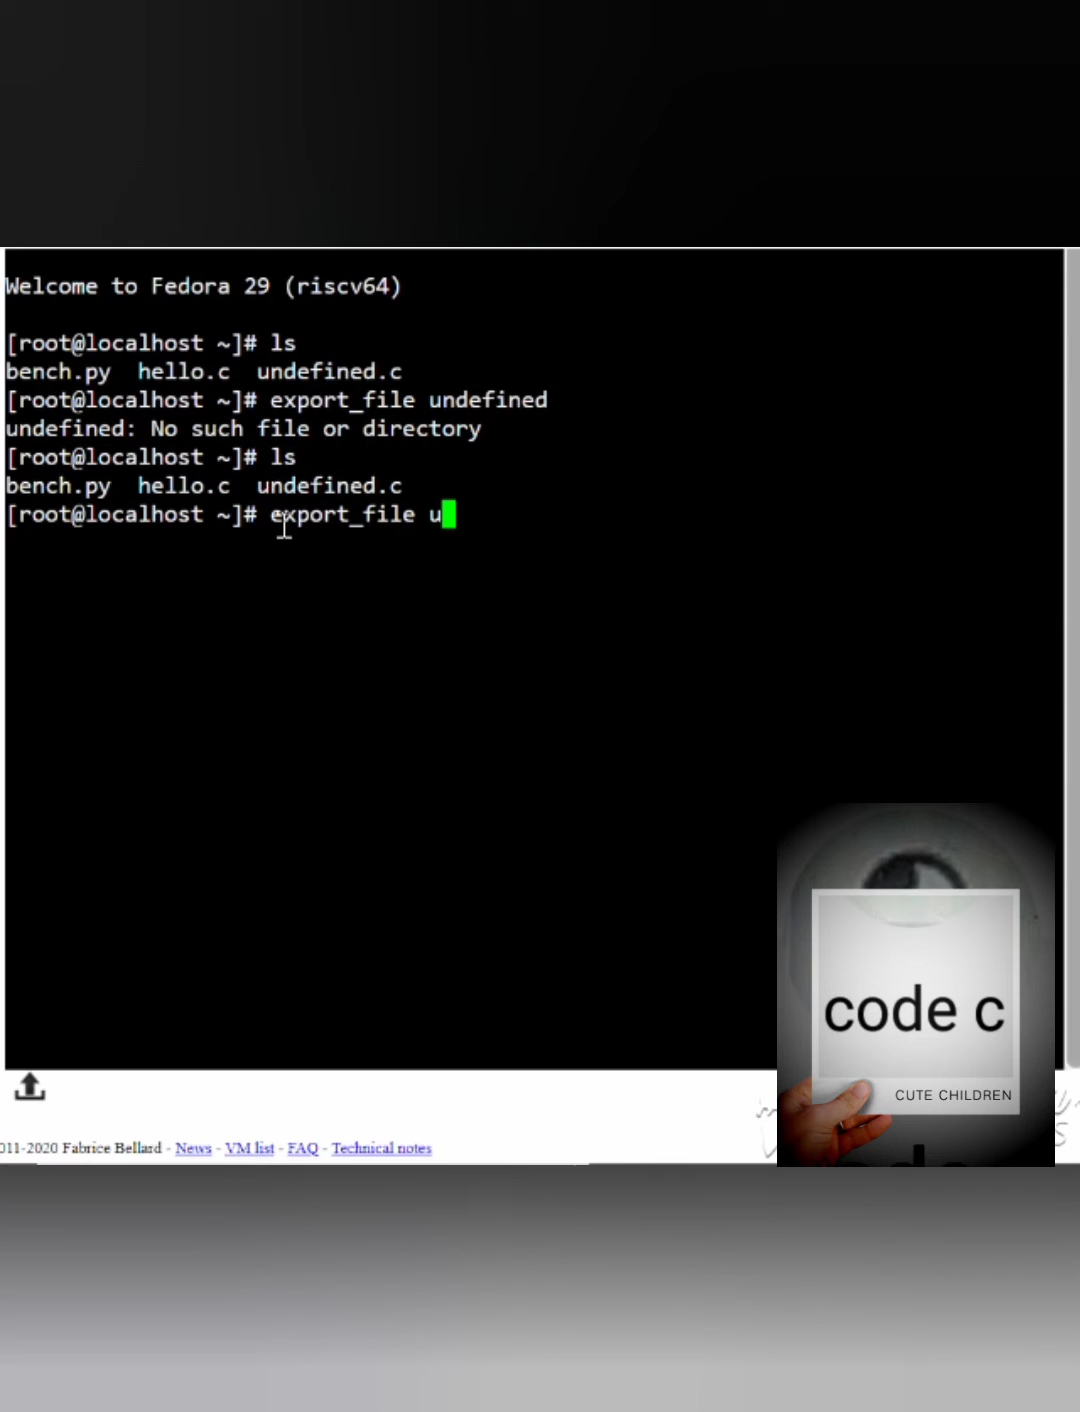 Welcome to Fedora 29 (riscv64)
[root@localhost ~]# ls
bench.py hello.c undefined.c
[root@localhost ~]# export_file undefined
undefined: No such file or directory
[root@localhost ~]# ls
bench.py hello.c undefined.c
[root@localhost ~]# export_file u
code c
CUTE CHILDREN
011-2020 Fabrice Bellard - News - VM list - FAQ - Technical notes